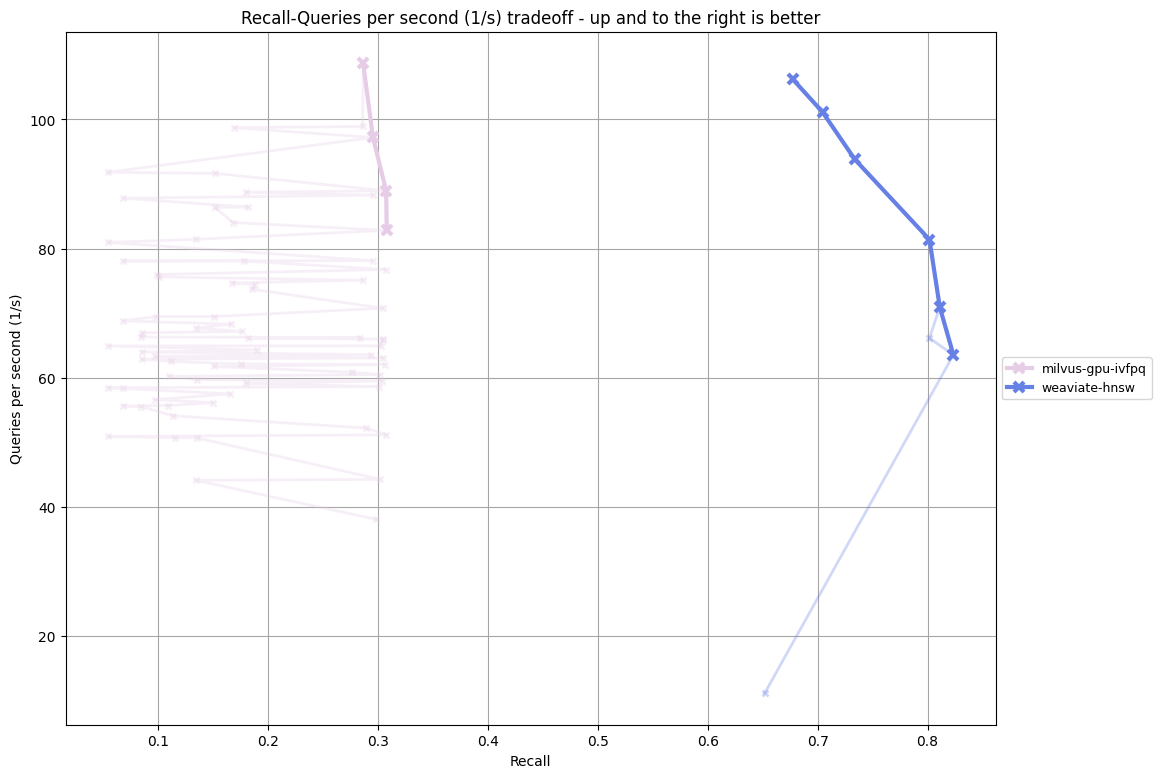 Recall-Queries per second (1/s) tradeoff - up and to the right is better
Queries per second (1/s)
100
80
60
40
20
0.1 0.2 0.3 0.4 0.5 0.6 0.7 0.8
Recall
milvus-gpu-ivfpq
weaviate-hnsw